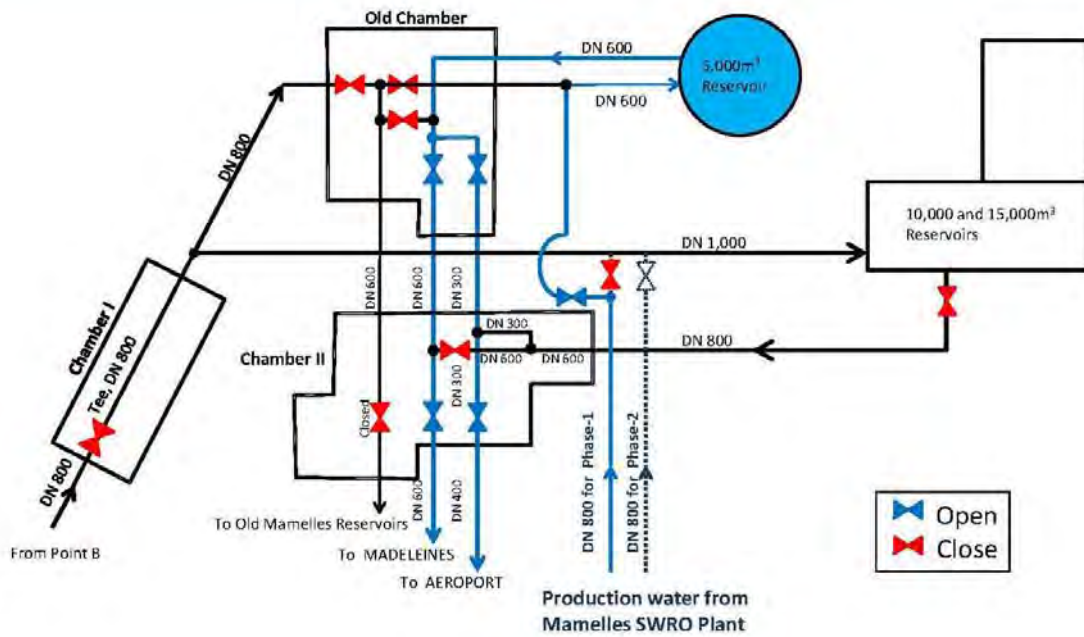 Old Chamber
DN 600
5,000m³
Reservoir
DN 600
DN 800
10,000 and 15,000m³
Reservoirs
DN 1,000
Chamber I
Tee, DN 800
DN 600
DN 600
DN 300
DN 300
Chamber II
DN 600
DN 600
DN 800
DN 300
Closed
DN 800
DN 600
DN 400
DN 800 for Phase-1
DN 800 for Phase-2
From Point B
To Old Mamelles Reservoirs
To MADELEINES
To AEROPORT
Production water from
Mamelles SWRO Plant
Open
Close